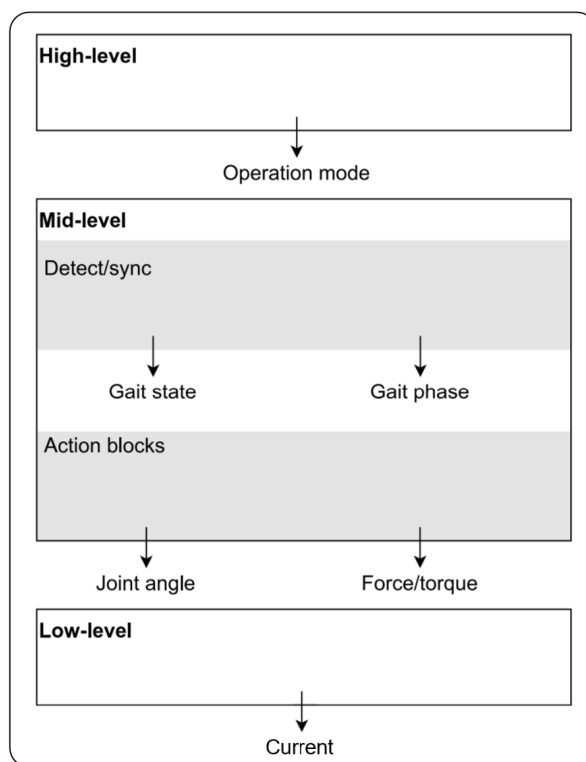 High-level
Operation mode
Mid-level
Detect/sync
Gait state Gait phase
Action blocks
Joint angle Force/torque
Low-level
Current